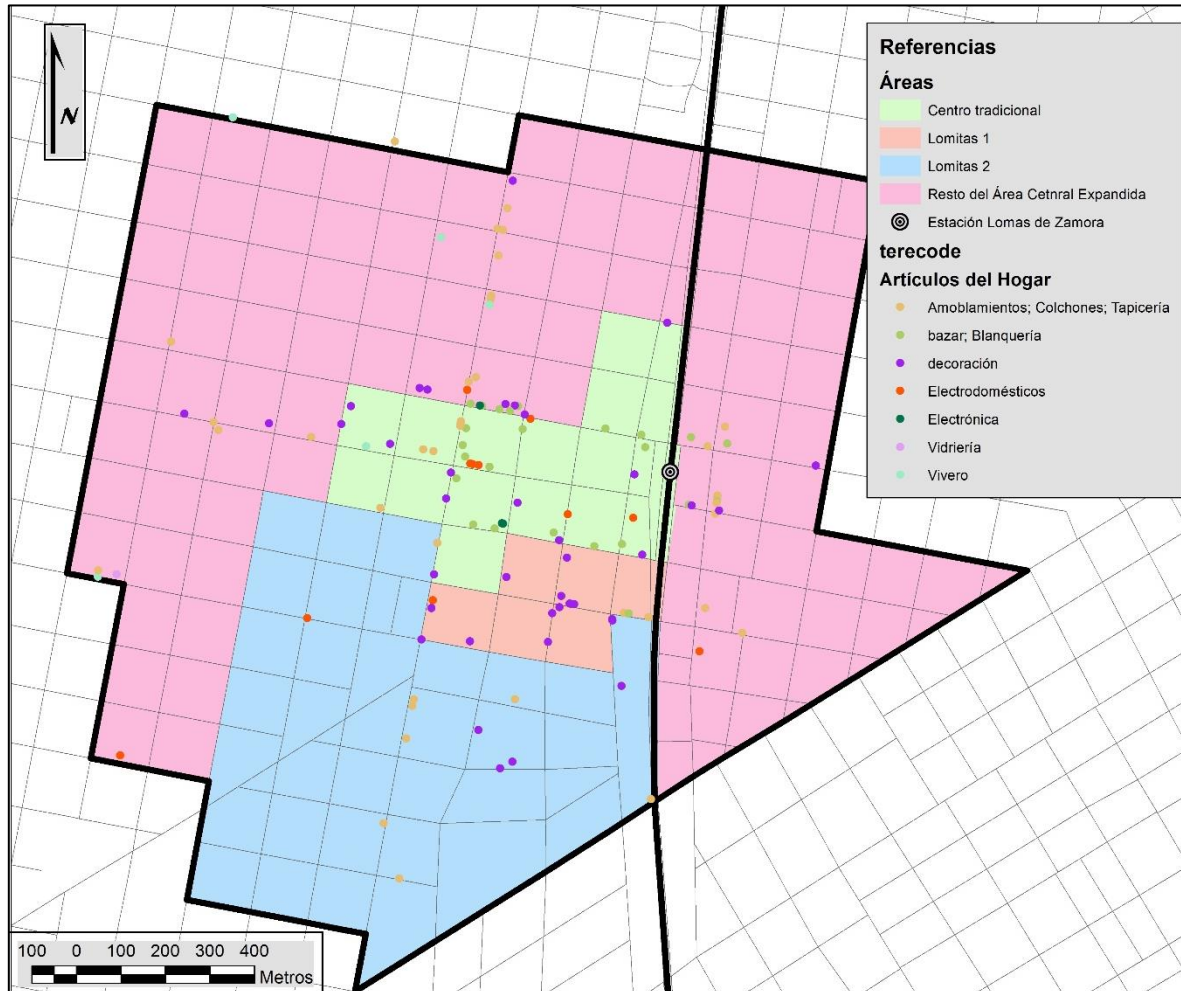 N
Referencias
Áreas
Centro tradicional
Lomitas 1
Lomitas 2
Resto del Área Cetnral Expandida
Estación Lomas de Zamora
terecode
Artículos del Hogar
Amoblamientos; Colchones; Tapicería
bazar; Blanquería
decoración
Electrodomésticos
Electrónica
Vidriería
Vivero
100 0 100 200 300 400
Metros